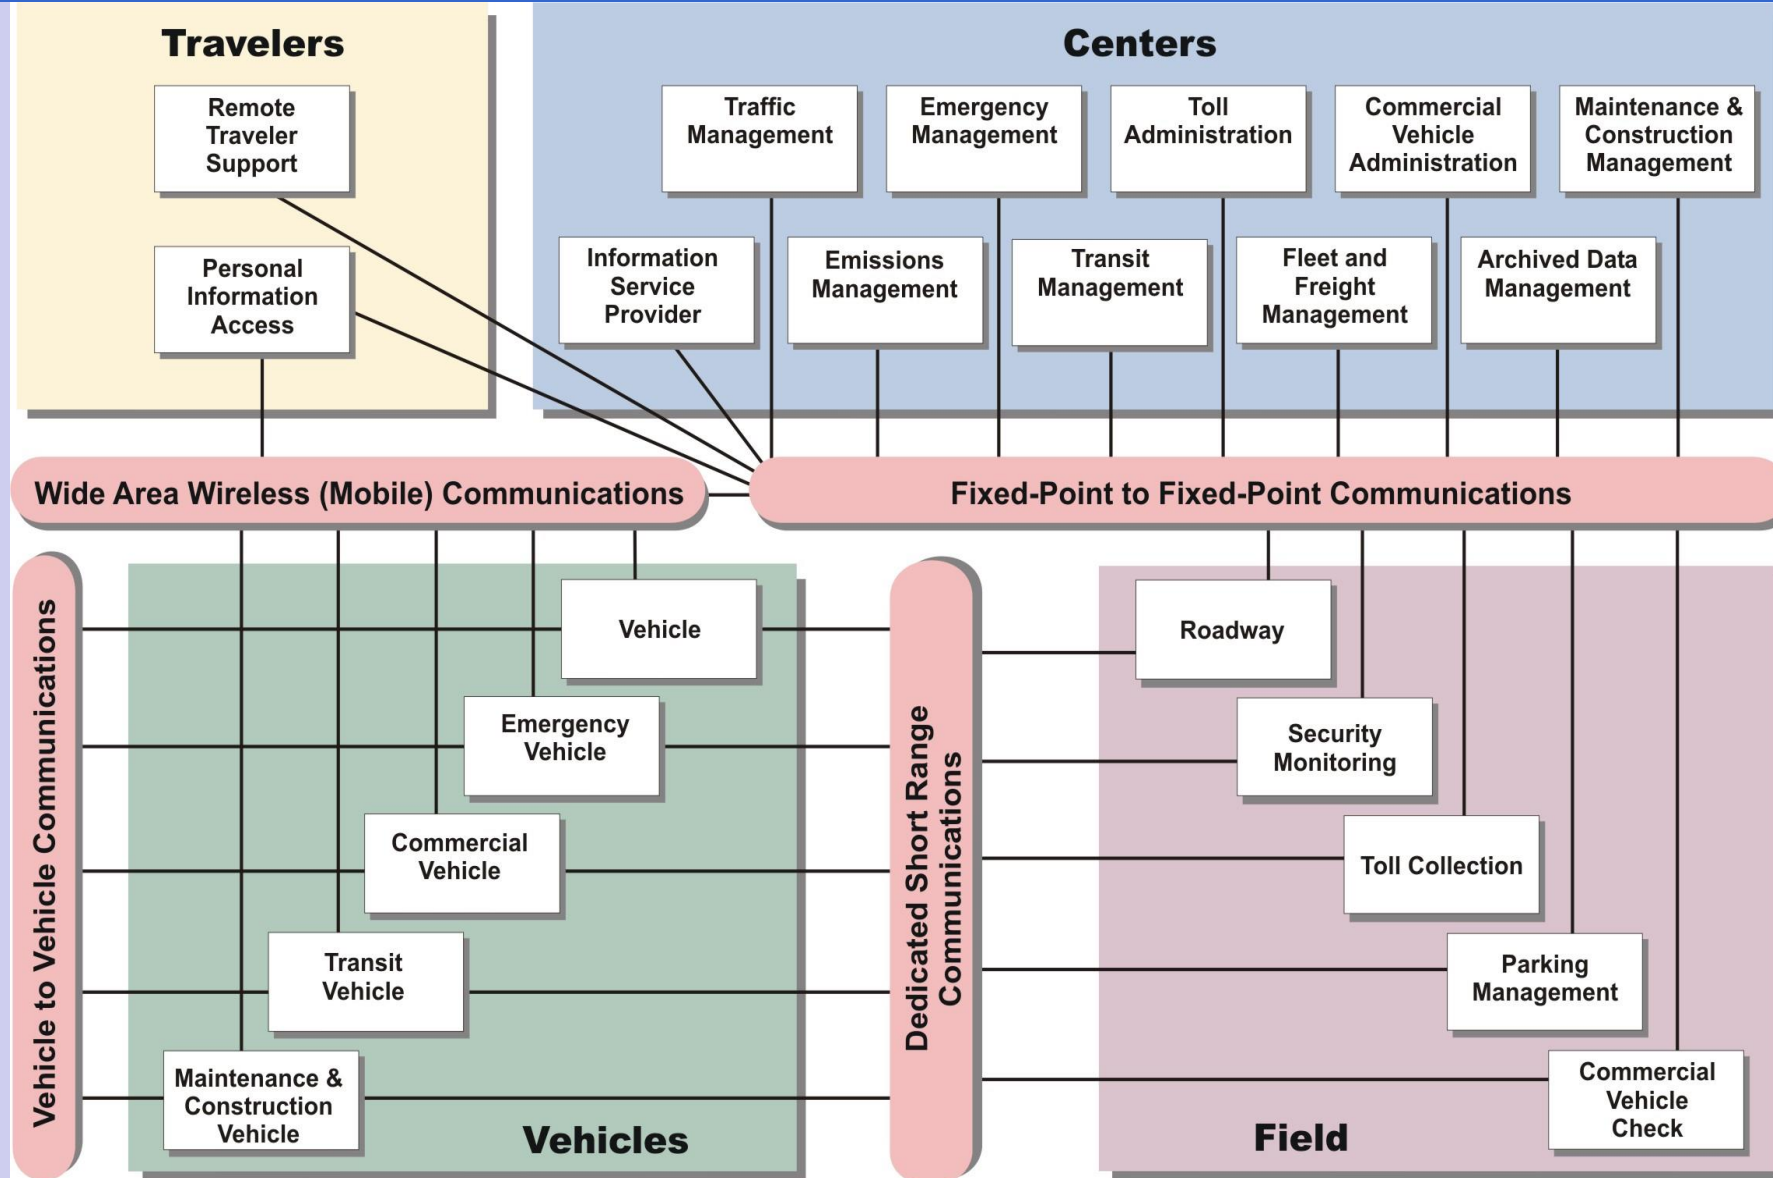 Travelers
Remote
Traveler
Support
Personal
Information
Access
Centers
Traffic
Management
Emergency
Management
Toll
Administration
Commercial
Vehicle
Administration
Maintenance &
Construction
Management
Information
Service
Provider
Emissions
Management
Transit
Management
Fleet and
Freight
Management
Archived Data
Management
Wide Area Wireless (Mobile) Communications
Fixed-Point to Fixed-Point Communications
Vehicle to Vehicle Communications
Vehicle
Emergency
Vehicle
Commercial
Vehicle
Transit
Vehicle
Maintenance &
Construction
Vehicle
Vehicles
Dedicated Short Range
Communications
Roadway
Security
Monitoring
Toll Collection
Parking
Management
Commercial
Vehicle
Check
Field